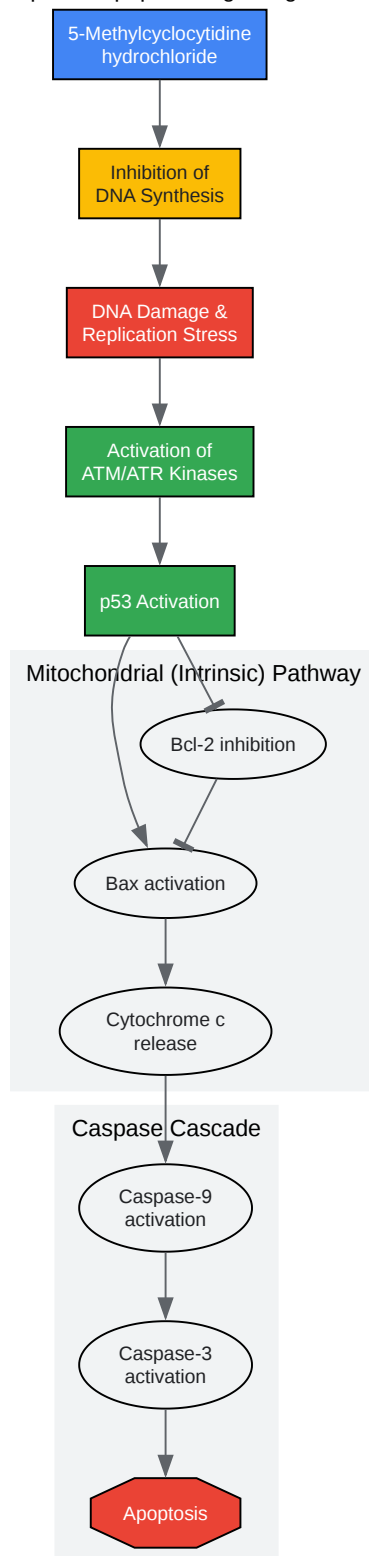 5-Methylcyclocytidine
hydrochloride
Inhibition of
DNA Synthesis
DNA Damage &
Replication Stress
Activation of
ATM/ATR Kinases
p53 Activation
Mitochondrial (Intrinsic) Pathway
Bcl-2 inhibition
Bax activation
Cytochrome c
release
Caspase Cascade
Caspase-9
activation
Caspase-3
activation
Apoptosis